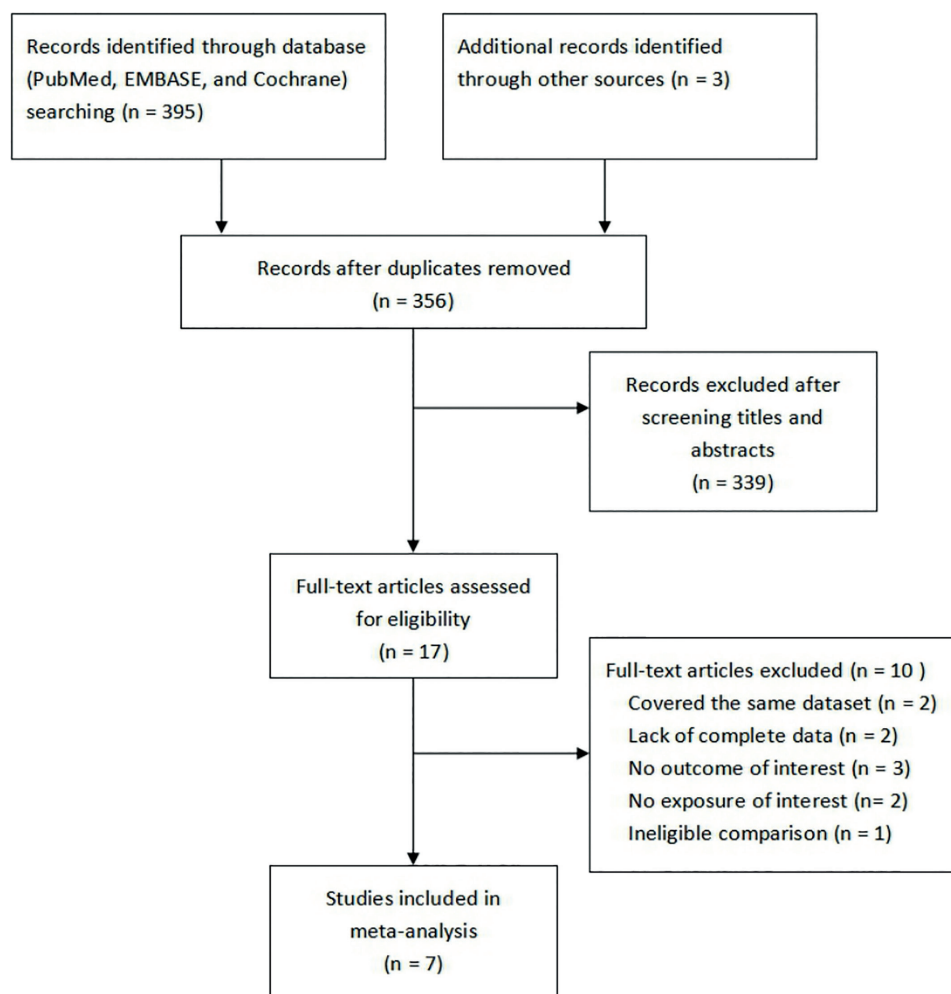 Records identified through database
(PubMed, EMBASE, and Cochrane)
searching (n = 395)
Additional records identified
through other sources (n = 3)
Records after duplicates removed
(n = 356)
Records excluded after
screening titles and
abstracts
(n = 339)
Full-text articles assessed
for eligibility
(n = 17)
Full-text articles excluded (n = 10 )
Covered the same dataset (n = 2)
Lack of complete data (n = 2)
No outcome of interest (n = 3)
No exposure of interest (n= 2)
Ineligible comparison (n = 1)
Studies included in
meta-analysis
(n = 7)